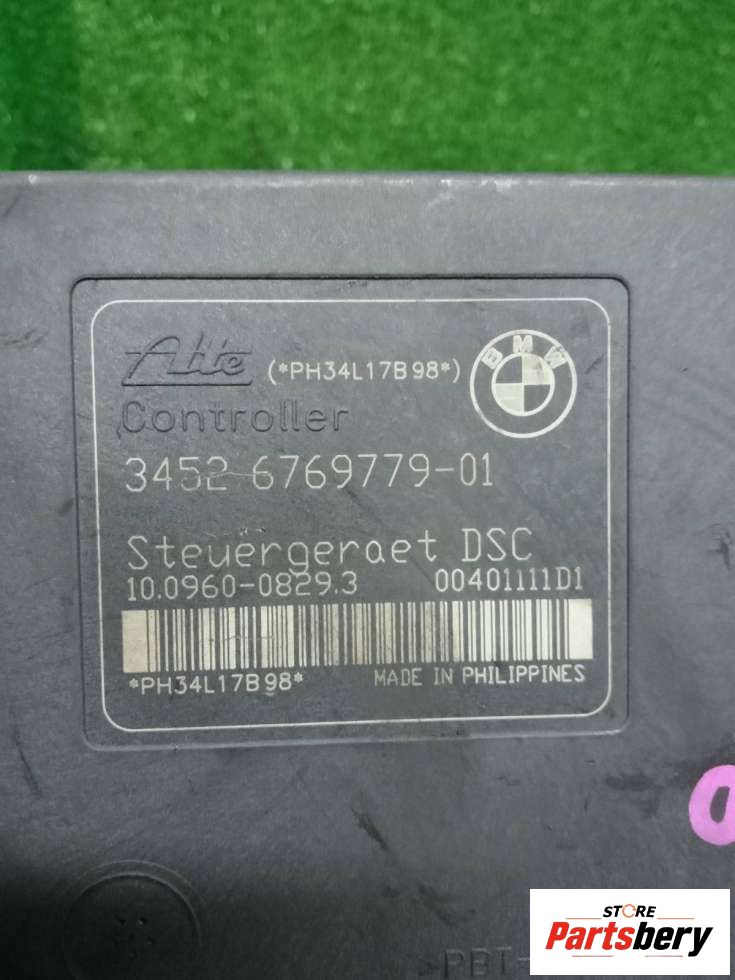 Ate (*PH34L17B98*) BMW
Controller
3452 6769779-01
Steuergeraet DSC
10.0960-0829.3 00401111D1
*PH34L17B98* MADE IN PHILIPPINES
>PBT-
STORE
Partsbery